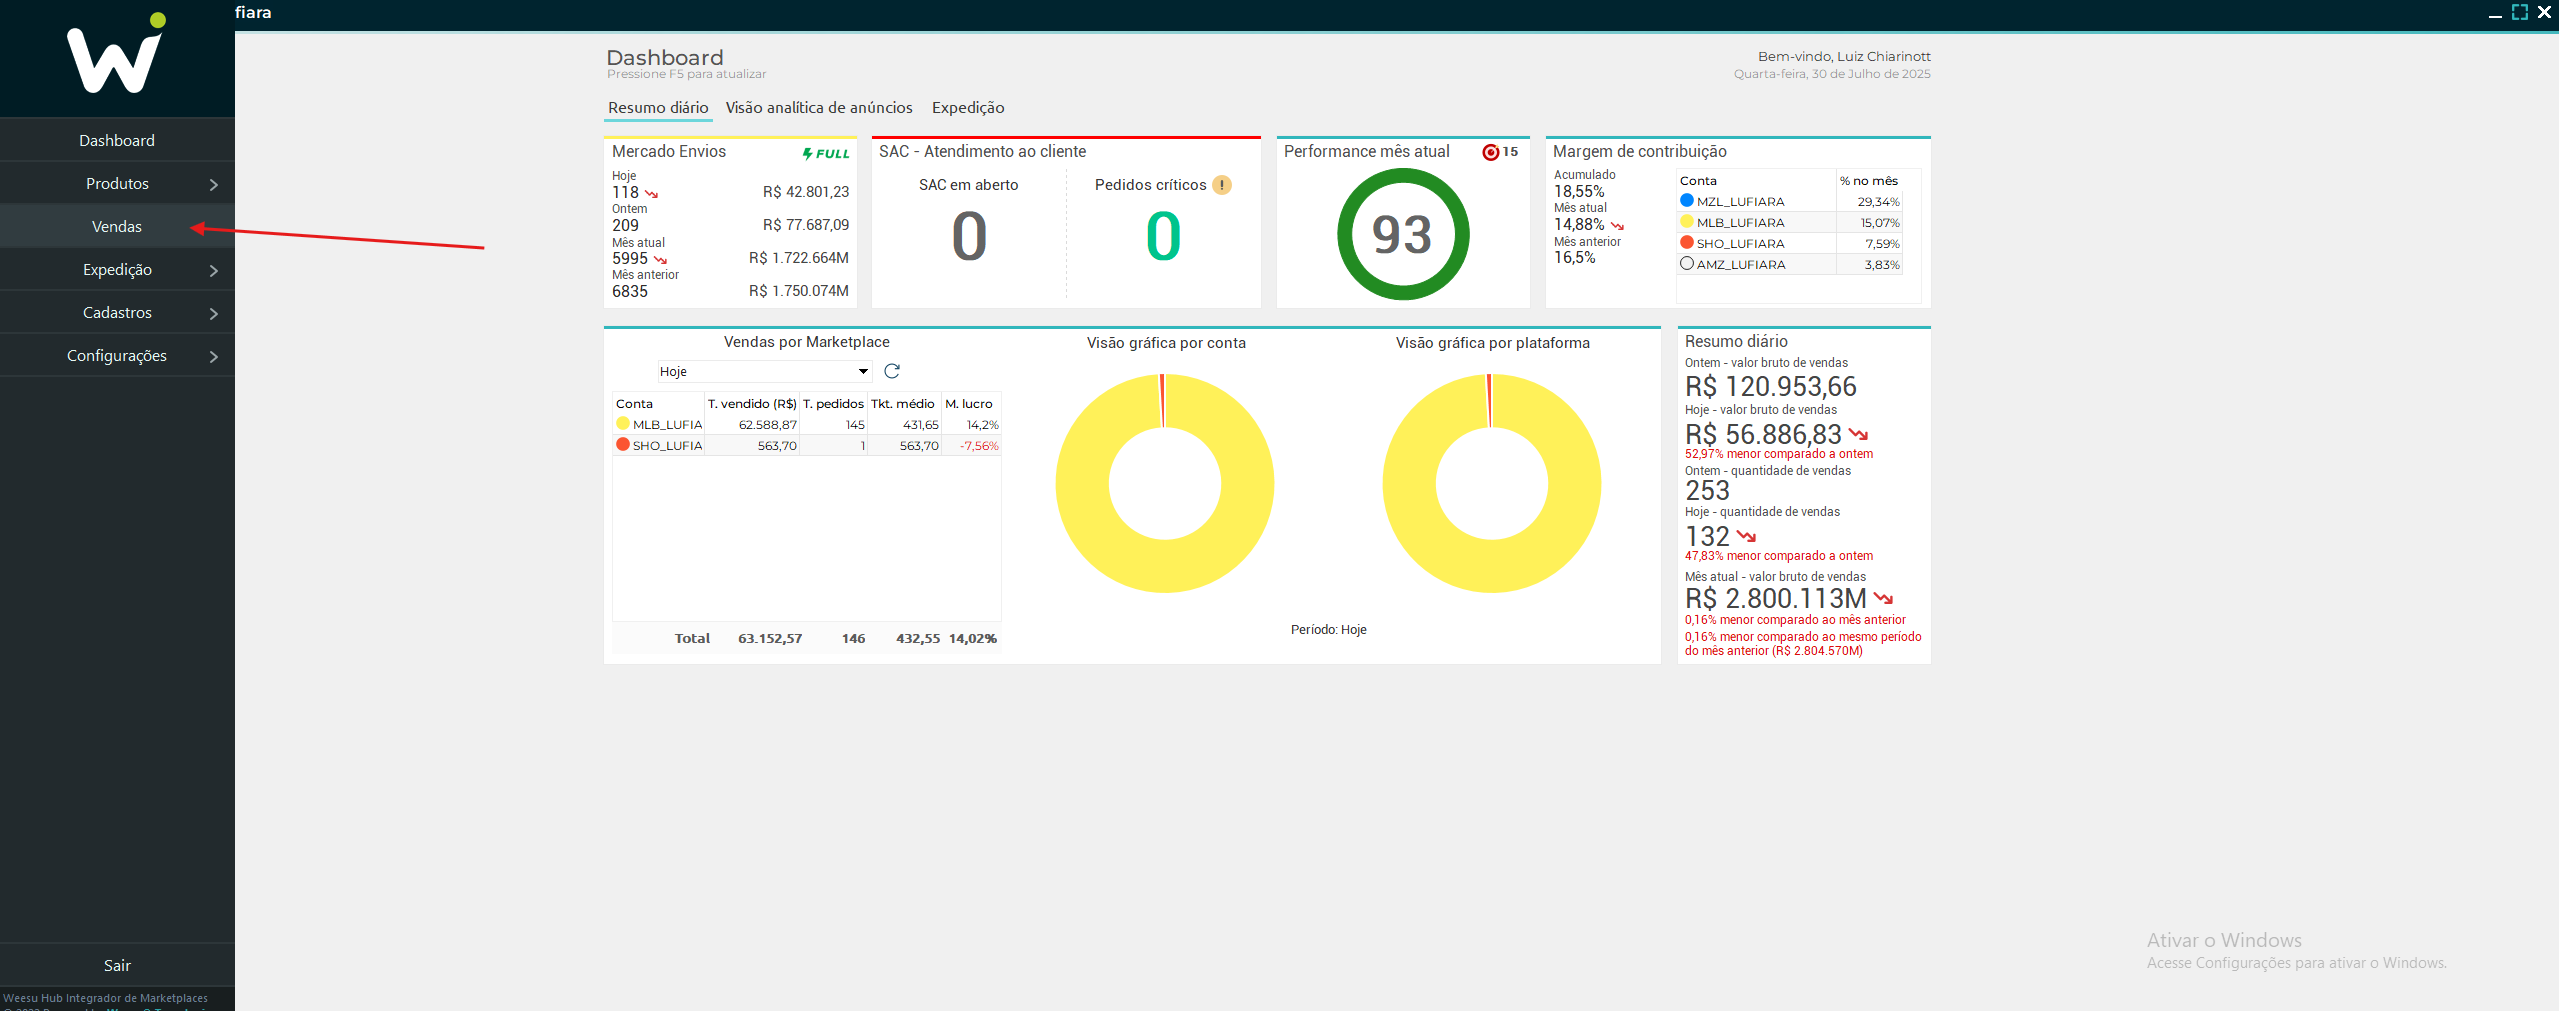 fiara
Dashboard
Produtos
Vendas
Expedição
Cadastros
Configurações
Sair
Weesu Hub Integrador de Marketplaces
Dashboard
Pressione F5 para atualizar
Bem-vindo, Luiz Chiarinott
Quarta-feira, 30 de Julho de 2025
Resumo diário Visão analítica de anúncios Expedição
Mercado Envios FULL
Hoje
118 R$ 42.801,23
Ontem
209 R$ 77.687,09
Mês atual
5995 R$ 1.722.664M
Mês anterior
6835 R$ 1.750.074M
SAC - Atendimento ao cliente
SAC em aberto Pedidos críticos !
0 0
Performance mês atual 15
93
Margem de contribuição
Acumulado
18,55%
Mês atual
14,88%
Mês anterior
16,5%
Conta % no mês
MZL_LUFIARA 29,34%
MLB_LUFIARA 15,07%
SHO_LUFIARA 7,59%
AMZ_LUFIARA 3,83%
Vendas por Marketplace
Hoje
Conta T. vendido (R$) T. pedidos Tkt. médio M. lucro
MLB_LUFIA 62.588,87 145 431,65 14,2%
SHO_LUFIA 563,70 1 563,70 -7,56%
Total 63.152,57 146 432,55 14,02%
Visão gráfica por conta
Visão gráfica por plataforma
Período: Hoje
Resumo diário
Ontem - valor bruto de vendas
R$ 120.953,66
Hoje - valor bruto de vendas
R$ 56.886,83
52,97% menor comparado a ontem
Ontem - quantidade de vendas
253
Hoje - quantidade de vendas
132
47,83% menor comparado a ontem
Mês atual - valor bruto de vendas
R$ 2.800.113M
0,16% menor comparado ao mês anterior
0,16% menor comparado ao mesmo período
do mês anterior (R$ 2.804.570M)
Ativar o Windows
Acesse Configurações para ativar o Windows.